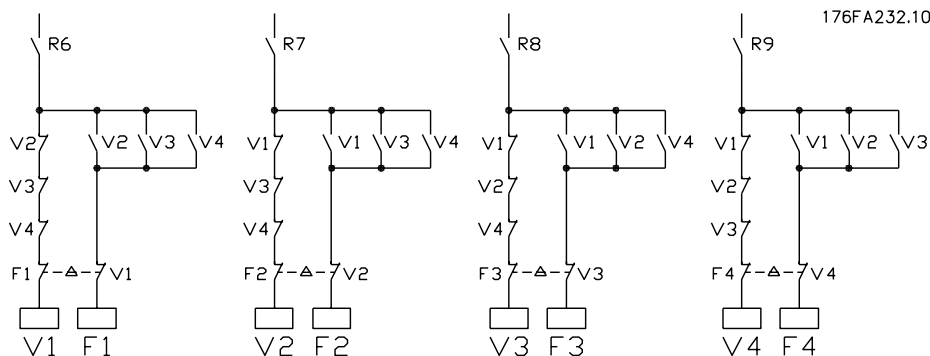 176FA232.10
R6 R7 R8 R9
V2 V2 V3 V4 V1 V1 V3 V4 V1 V1 V2 V4 V1 V1 V2 V3
V3 V3 V2 V2
V4 V4 V4 V3
F1 V1 F2 V2 F3 V3 F4 V4
V1 F1 V2 F2 V3 F3 V4 F4